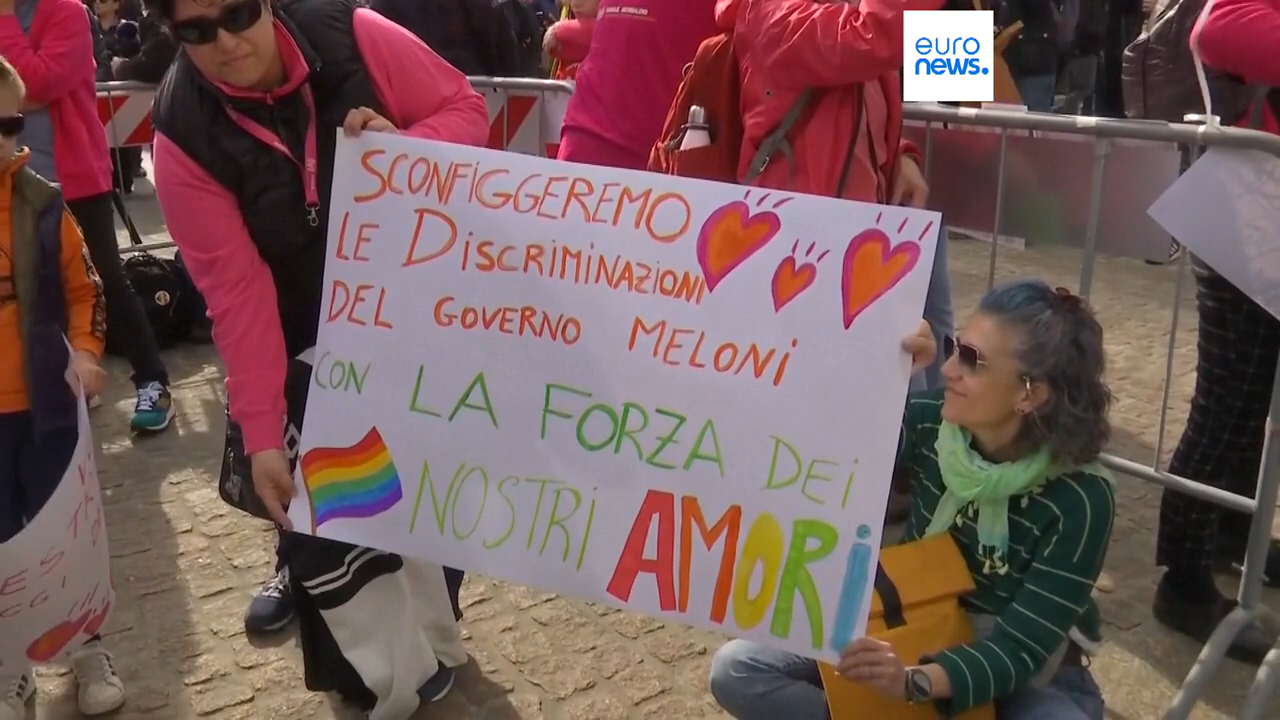 euro
news.
SCONFIGGEREMO
LE DiSCRiMiNAZiONi
DEL GOVERNO MELONi
CON LA FORZA DEi
NOSTRi AMORi